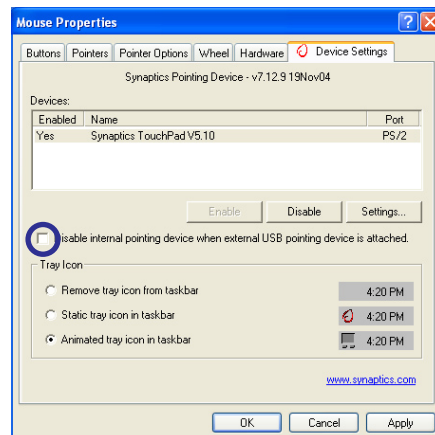 Mouse Properties
Buttons Pointers Pointer Options Wheel Hardware Device Settings
Synaptics Pointing Device - v7.12.9 19Nov04
Devices:
Enabled Name Port
Yes Synaptics TouchPad V5.10 PS/2
Enable Disable Settings...
Disable internal pointing device when external USB pointing device is attached.
Tray Icon
Remove tray icon from taskbar 4:20 PM
Static tray icon in taskbar 4:20 PM
Animated tray icon in taskbar 4:20 PM
www.synaptics.com
OK Cancel Apply